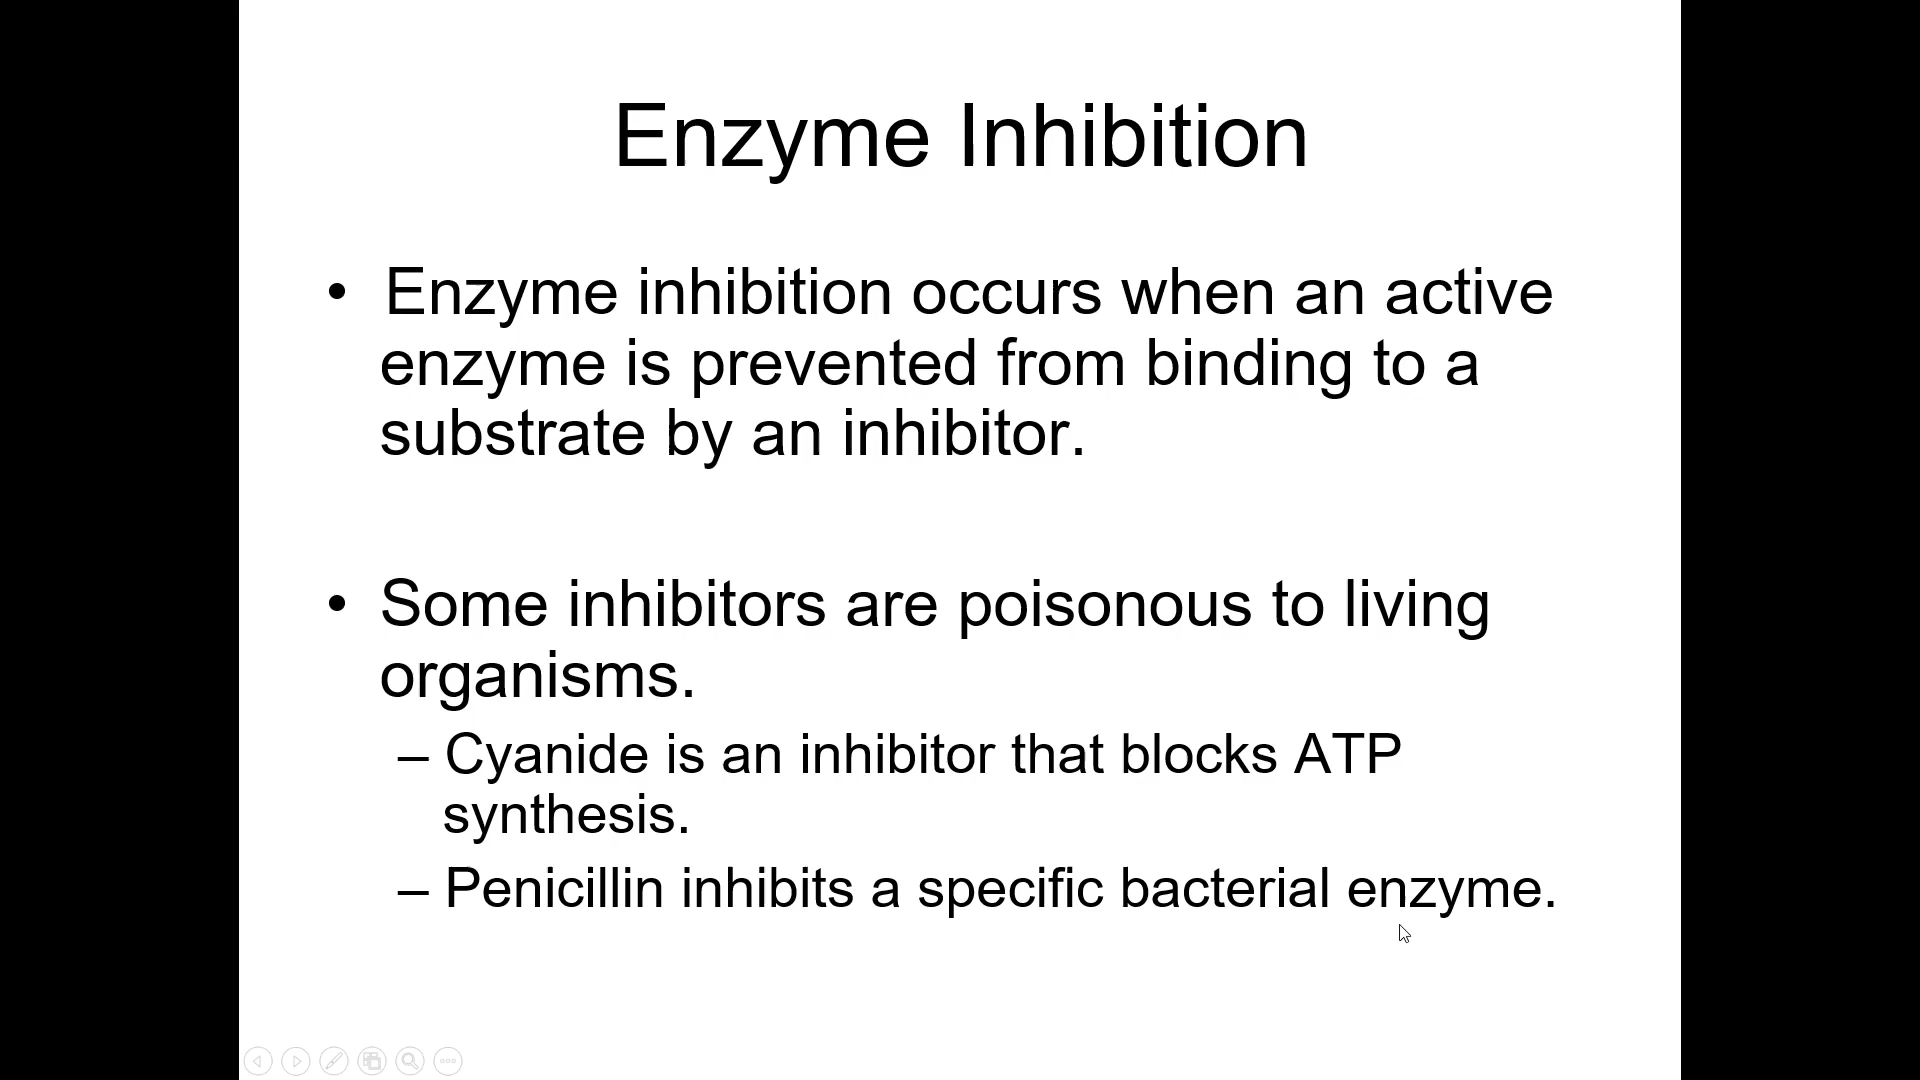 Enzyme Inhibition
• Enzyme inhibition occurs when an active
enzyme is prevented from binding to a
substrate by an inhibitor.
• Some inhibitors are poisonous to living
organisms.
– Cyanide is an inhibitor that blocks ATP
synthesis.
– Penicillin inhibits a specific bacterial enzyme.